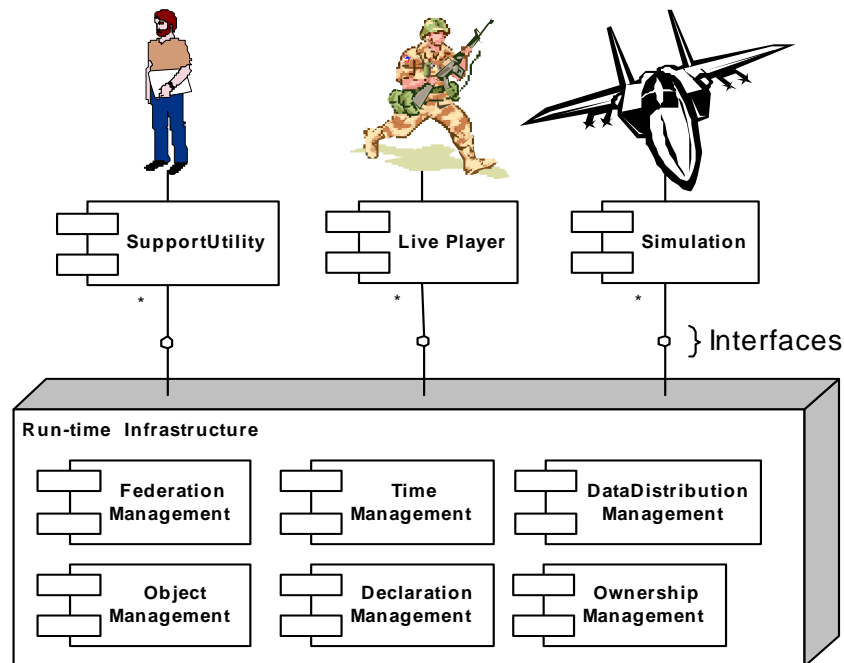 SupportUtility
Live Player
Simulation
* * *
} Interfaces
Run-time Infrastructure
Federation
Management
Time
Management
DataDistribution
Management
Object
Management
Declaration
Management
Ownership
Management